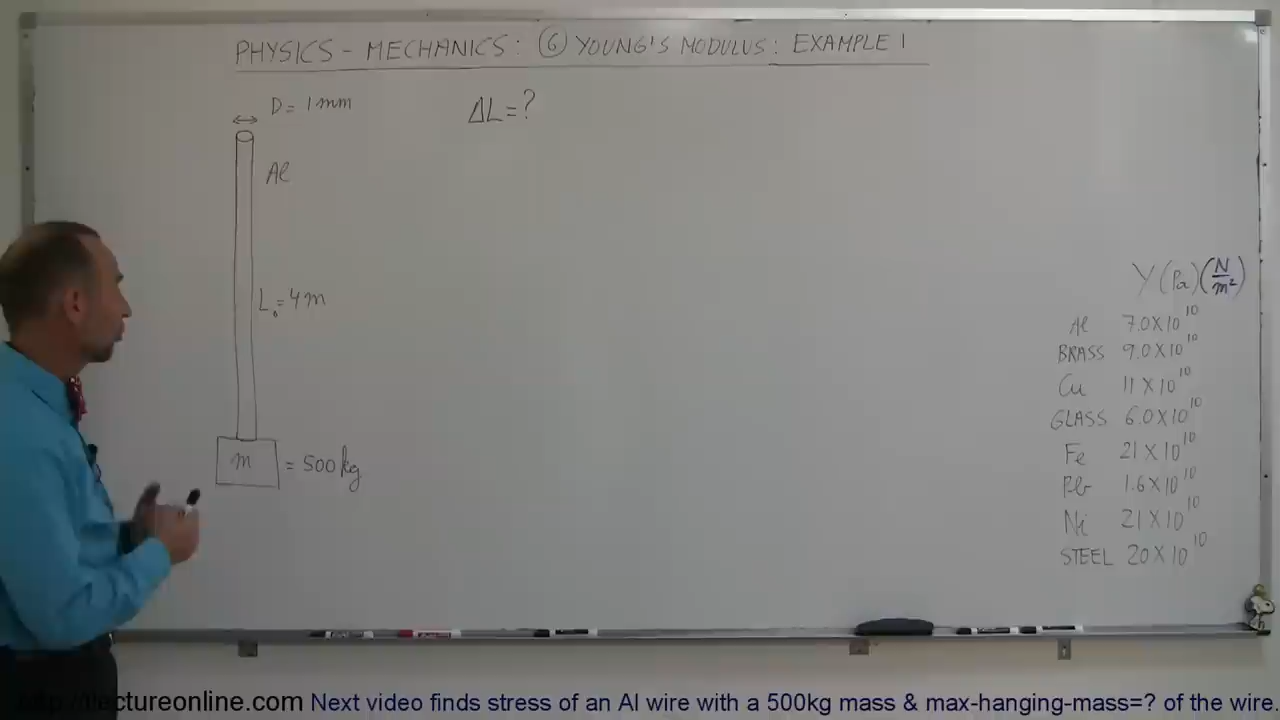 PHYSICS - MECHANICS: ⑥ YOUNG'S MODULUS: EXAMPLE 1
D = 1 mm
ΔL = ?
Al
L₀ = 4 m
m = 500 kg
Y (Pa) (N/m²)
Al 7.0 X 10¹⁰
BRASS 9.0 X 10¹⁰
Cu 11 X 10¹⁰
GLASS 6.0 X 10¹⁰
Fe 21 X 10¹⁰
Pb 1.6 X 10¹⁰
Ni 21 X 10¹⁰
STEEL 20 X 10¹⁰
http://ilectureonline.com Next video finds stress of an Al wire with a 500kg mass & max-hanging-mass=? of the wire.